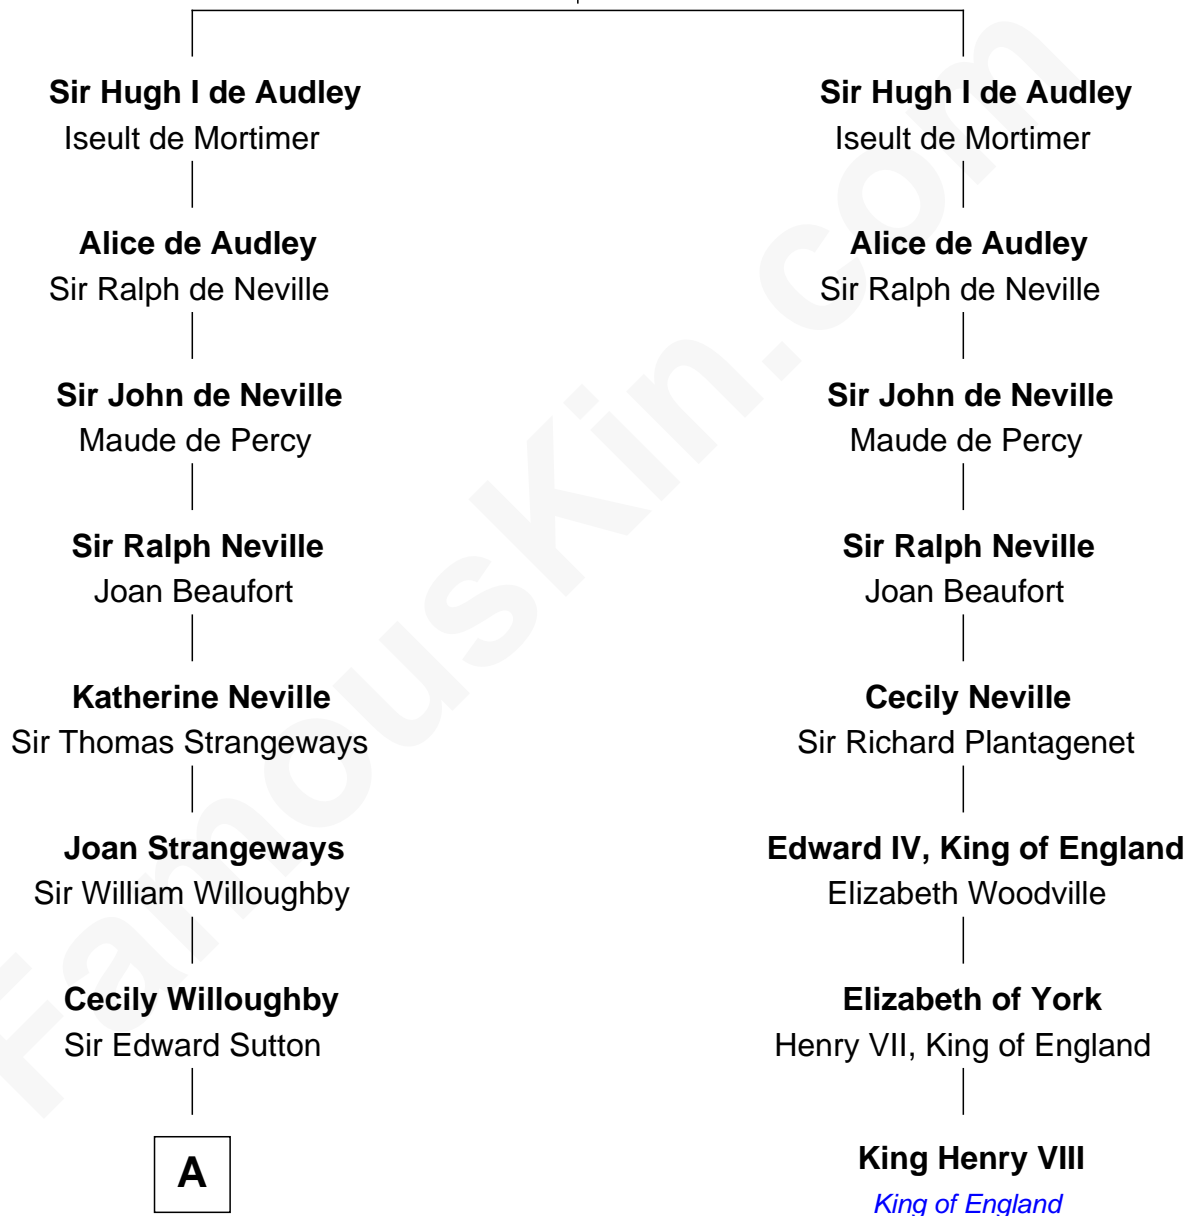 Sir Hugh I de Audley
Iseult de Mortimer
Alice de Audley
Sir Ralph de Neville
Sir John de Neville
Maude de Percy
Sir Ralph Neville
Joan Beaufort
Katherine Neville
Sir Thomas Strangeways
Joan Strangeways
Sir William Willoughby
Cecily Willoughby
Sir Edward Sutton
A
Sir Hugh I de Audley
Iseult de Mortimer
Alice de Audley
Sir Ralph de Neville
Sir John de Neville
Maude de Percy
Sir Ralph Neville
Joan Beaufort
Cecily Neville
Sir Richard Plantagenet
Edward IV, King of England
Elizabeth Woodville
Elizabeth of York
Henry VII, King of England
King Henry VIII
King of England
FamousKin.com